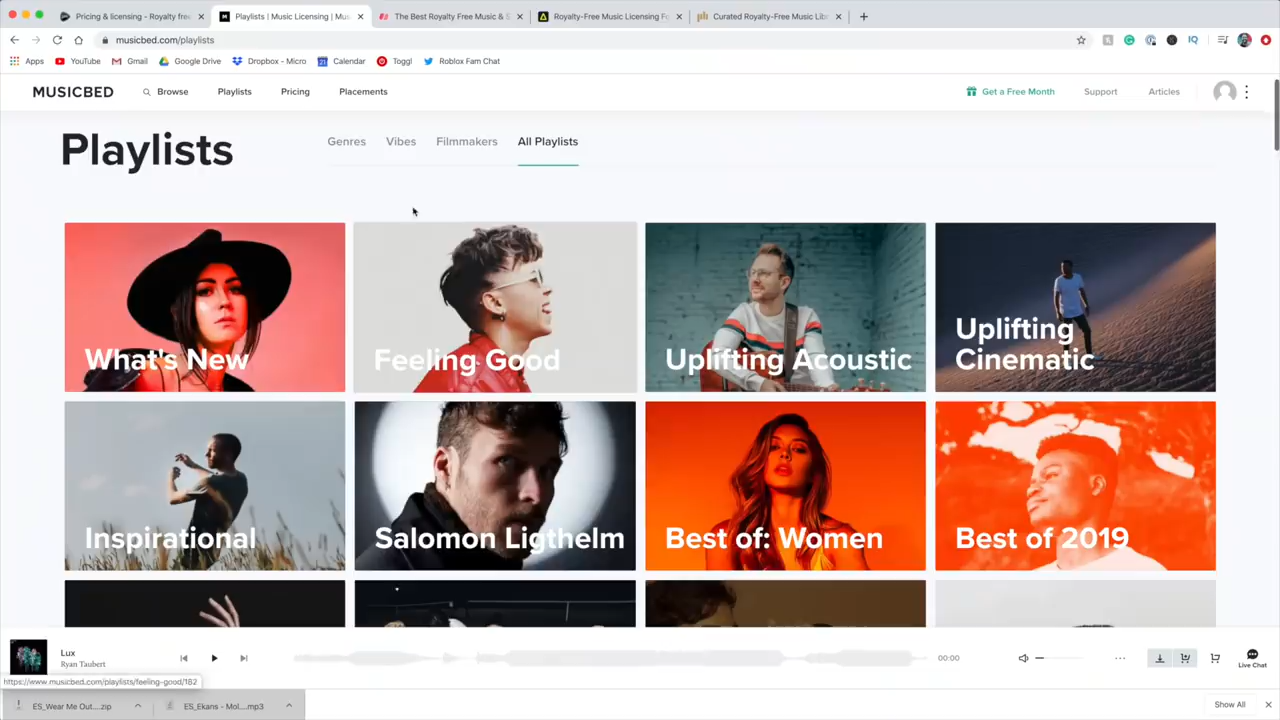 Pricing & licensing - Royalty free
Playlists | Music Licensing | Mus
The Best Royalty Free Music & S
Royalty-Free Music Licensing Fo
Curated Royalty-Free Music Libr
musicbed.com/playlists
Apps
YouTube
Gmail
Google Drive
Dropbox - Micro
Calendar
Toggl
Roblox Fam Chat
MUSICBED
Browse
Playlists
Pricing
Placements
Get a Free Month
Support
Articles
Playlists
Genres
Vibes
Filmmakers
All Playlists
What's New
Feeling Good
Uplifting Acoustic
Uplifting
Cinematic
Inspirational
Salomon Ligthelm
Best of: Women
Best of 2019
Lux
Ryan Taubert
00:00
Live Chat
https://www.musicbed.com/playlists/feeling-good/182
ES_Wear Me Out....zip
ES_Ekans - Mol....mp3
Show All